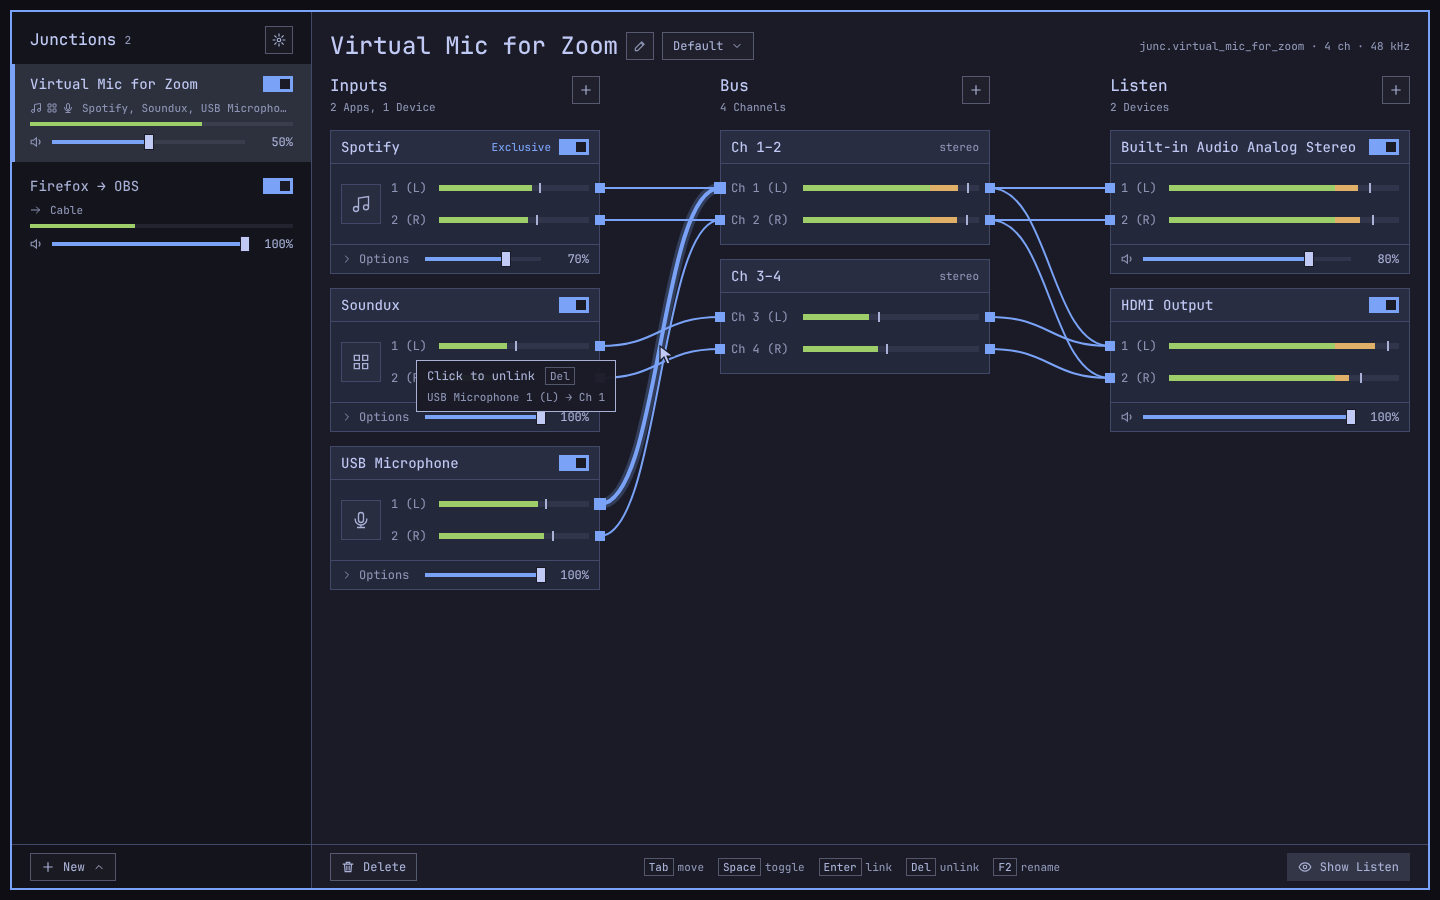 Junctions 2
Virtual Mic for Zoom
Spotify, Soundux, USB Micropho…
50%
Firefox → OBS
→ Cable
100%
New
Virtual Mic for Zoom
Default
junc.virtual_mic_for_zoom · 4 ch · 48 kHz
Inputs
2 Apps, 1 Device
Spotify Exclusive
1 (L)
2 (R)
Options 70%
Soundux
1 (L)
2 (R
Click to unlink Del
USB Microphone 1 (L) → Ch 1
Options 100%
USB Microphone
1 (L)
2 (R)
Options 100%
Bus
4 Channels
Ch 1–2 stereo
Ch 1 (L)
Ch 2 (R)
Ch 3–4 stereo
Ch 3 (L)
Ch 4 (R)
Listen
2 Devices
Built-in Audio Analog Stereo
1 (L)
2 (R)
80%
HDMI Output
1 (L)
2 (R)
100%
Delete
Tab move Space toggle Enter link Del unlink F2 rename
Show Listen